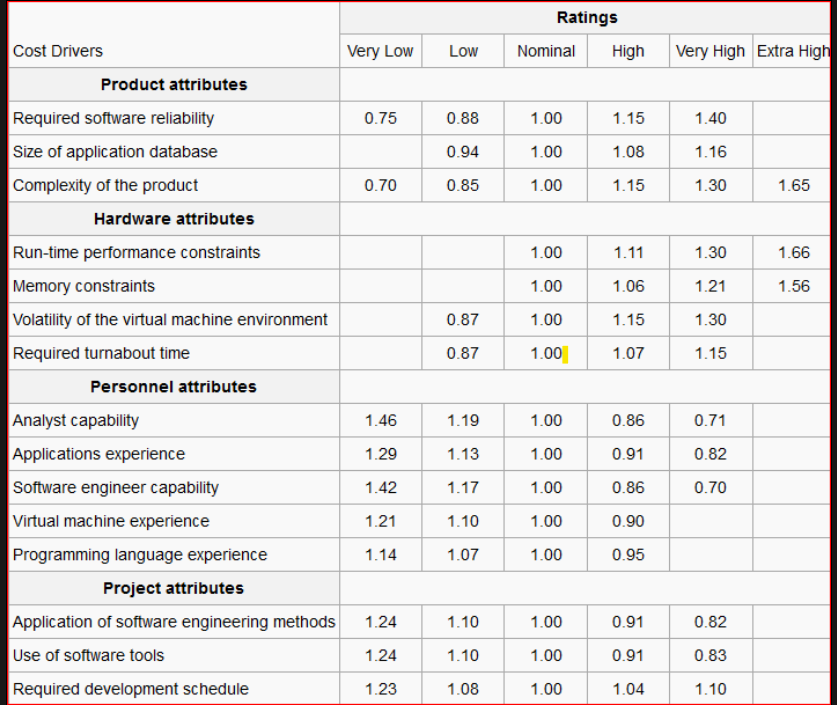 Ratings
Cost Drivers Very Low Low Nominal High Very High Extra High
Product attributes
Required software reliability 0.75 0.88 1.00 1.15 1.40
Size of application database 0.94 1.00 1.08 1.16
Complexity of the product 0.70 0.85 1.00 1.15 1.30 1.65
Hardware attributes
Run-time performance constraints 1.00 1.11 1.30 1.66
Memory constraints 1.00 1.06 1.21 1.56
Volatility of the virtual machine environment 0.87 1.00 1.15 1.30
Required turnabout time 0.87 1.00 1.07 1.15
Personnel attributes
Analyst capability 1.46 1.19 1.00 0.86 0.71
Applications experience 1.29 1.13 1.00 0.91 0.82
Software engineer capability 1.42 1.17 1.00 0.86 0.70
Virtual machine experience 1.21 1.10 1.00 0.90
Programming language experience 1.14 1.07 1.00 0.95
Project attributes
Application of software engineering methods 1.24 1.10 1.00 0.91 0.82
Use of software tools 1.24 1.10 1.00 0.91 0.83
Required development schedule 1.23 1.08 1.00 1.04 1.10